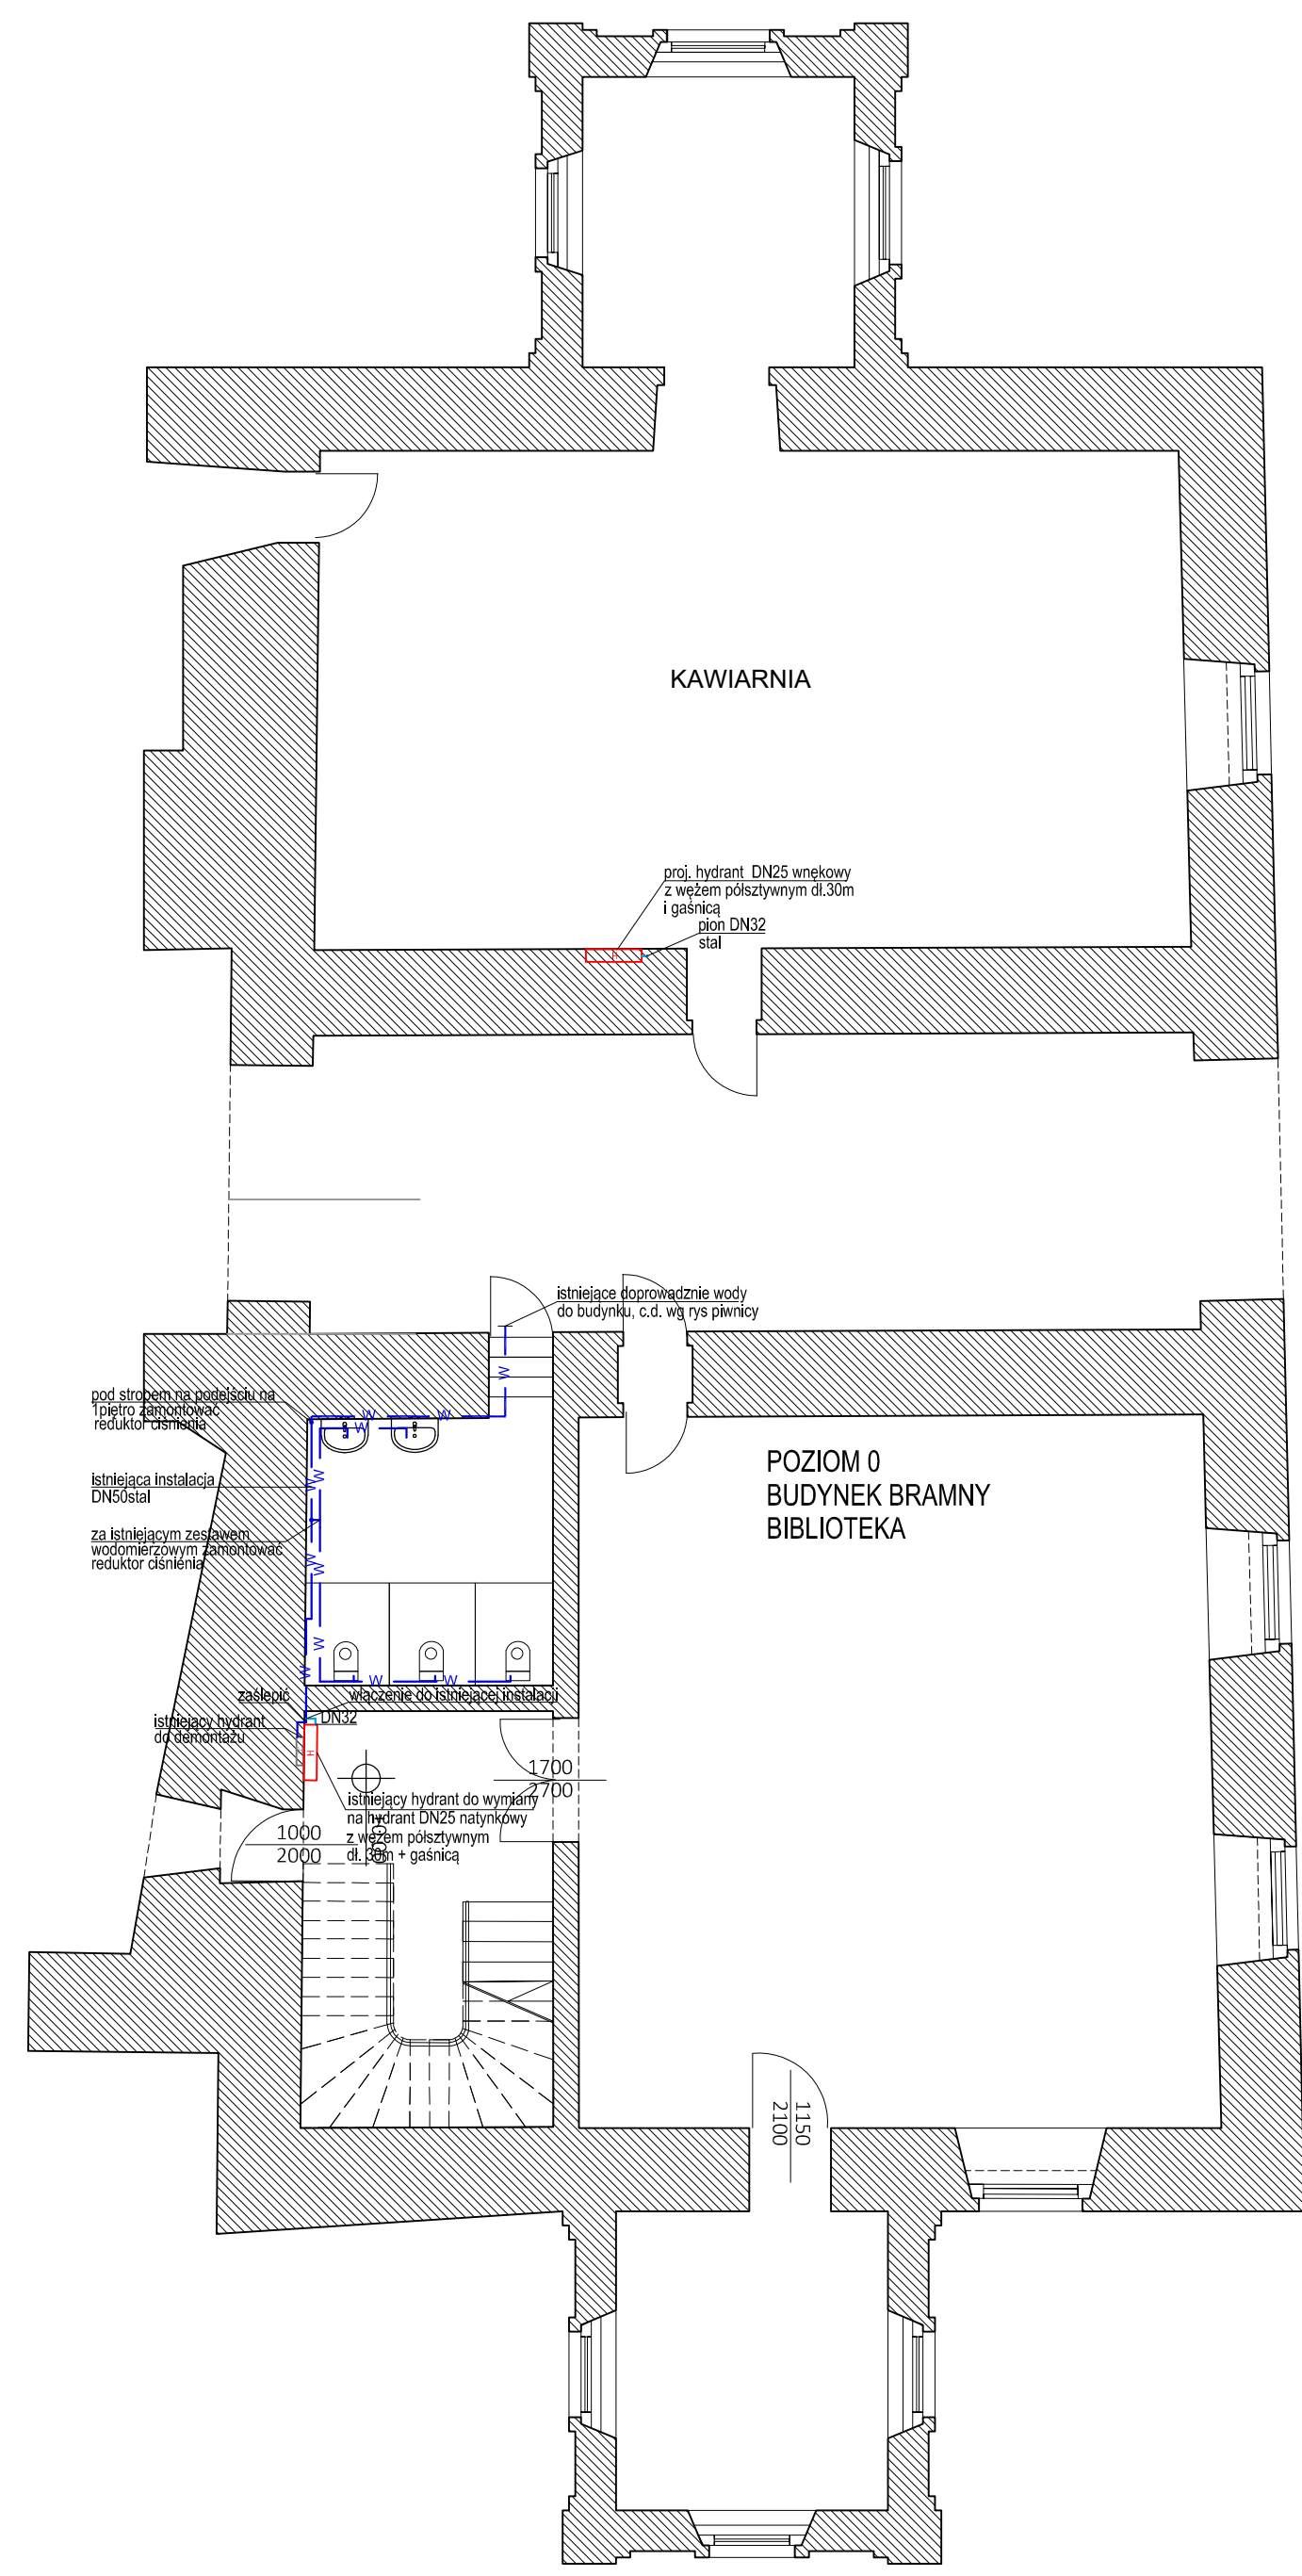 KAWIARNIA
proj. hydrant DN25 wnękowy
z wężem półsztywnym dł.30m
i gaśnicą
pion DN32
stal
H
istniejące doprowadznie wody
do budynku, c.d. wg rys piwnicy
W
pod stropem na podejściu na
1piętro zamontować
reduktor ciśnienia
W W
W
istniejąca instalacja
DN50stal
W
W
za istniejącym zestawem
wodomierzowym zamontować
reduktor ciśnienia
W
W
W
W
W W
POZIOM 0
BUDYNEK BRAMNY
BIBLIOTEKA
zaślepić
włączenie do istniejącej instalacji
DN32
istniejący hydrant
do demontażu
H
1700
2700
istniejący hydrant do wymiany
na hydrant DN25 natynkowy
z wężem półsztywnym
dł. 30m + gaśnicą
1000
2000
1150
2100